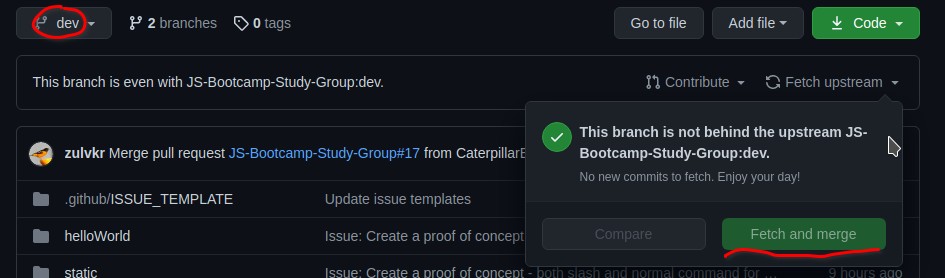 dev
2 branches
0 tags
Go to file
Add file
Code
This branch is even with JS-Bootcamp-Study-Group:dev.
Contribute
Fetch upstream
This branch is not behind the upstream JS-
Bootcamp-Study-Group:dev.
No new commits to fetch. Enjoy your day!
Compare
Fetch and merge
zulvkr Merge pull request JS-Bootcamp-Study-Group#17 from Caterpillar
.github/ISSUE_TEMPLATE Update issue templates
helloWorld Issue: Create a proof of concept
static Issue: Create a proof of concept - both slash and normal command for ... 9 hours ago